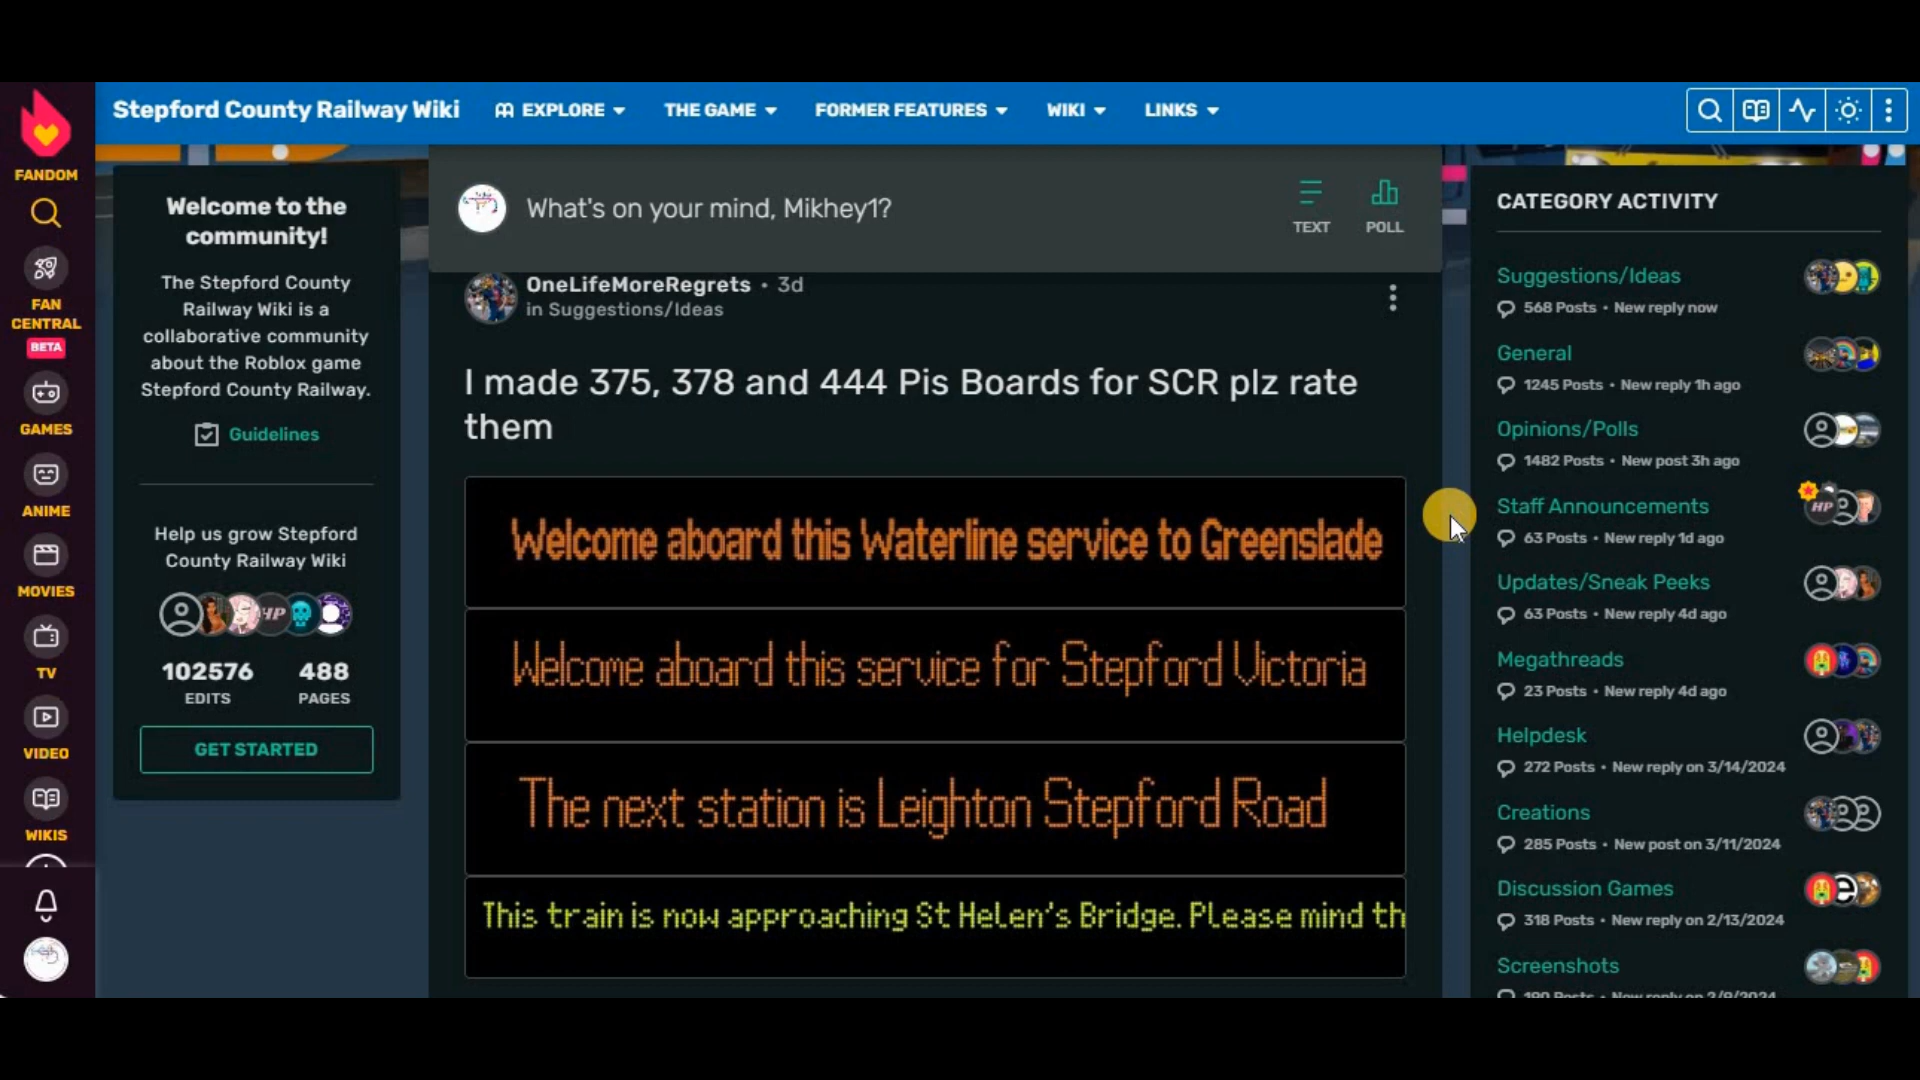 Stepford County Railway Wiki
EXPLORE
THE GAME
FORMER FEATURES
WIKI
LINKS
FANDOM
FAN
CENTRAL
BETA
GAMES
ANIME
MOVIES
TV
VIDEO
WIKIS
Welcome to the
community!
The Stepford County
Railway Wiki is a
collaborative community
about the Roblox game
Stepford County Railway.
Guidelines
Help us grow Stepford
County Railway Wiki
102576
EDITS
488
PAGES
GET STARTED
What's on your mind, Mikhey1?
TEXT
POLL
OneLifeMoreRegrets • 3d
in Suggestions/Ideas
I made 375, 378 and 444 Pis Boards for SCR plz rate
them
Welcome aboard this Waterline service to Greenslade
Welcome aboard this service for Stepford Victoria
The next station is Leighton Stepford Road
This train is now approaching St Helen's Bridge. Please mind th
CATEGORY ACTIVITY
Suggestions/Ideas
568 Posts • New reply now
General
1245 Posts • New reply 1h ago
Opinions/Polls
1482 Posts • New post 3h ago
Staff Announcements
HP
63 Posts • New reply 1d ago
Updates/Sneak Peeks
63 Posts • New reply 4d ago
Megathreads
23 Posts • New reply 4d ago
Helpdesk
272 Posts • New reply on 3/14/2024
Creations
285 Posts • New post on 3/11/2024
Discussion Games
318 Posts • New reply on 2/13/2024
Screenshots
190 Posts • New reply on 2/9/2024